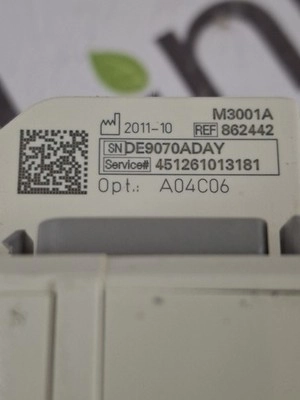 M3001A
2011-10 REF 862442
SN DE9070ADAY
Service# 451261013181
Opt.: A04C06